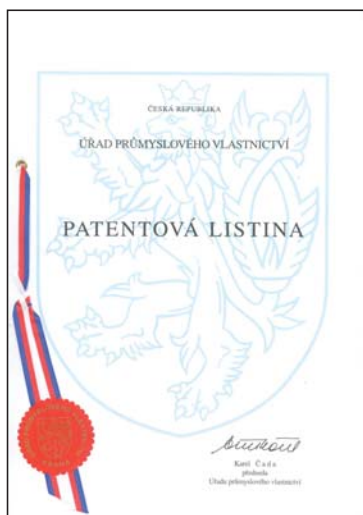 ČESKÁ REPUBLIKA
ÚŘAD PRŮMYSLOVÉHO VLASTNICTVÍ
PATENTOVÁ LISTINA
Karel Čada
předseda
Úřadu průmyslového vlastnictví